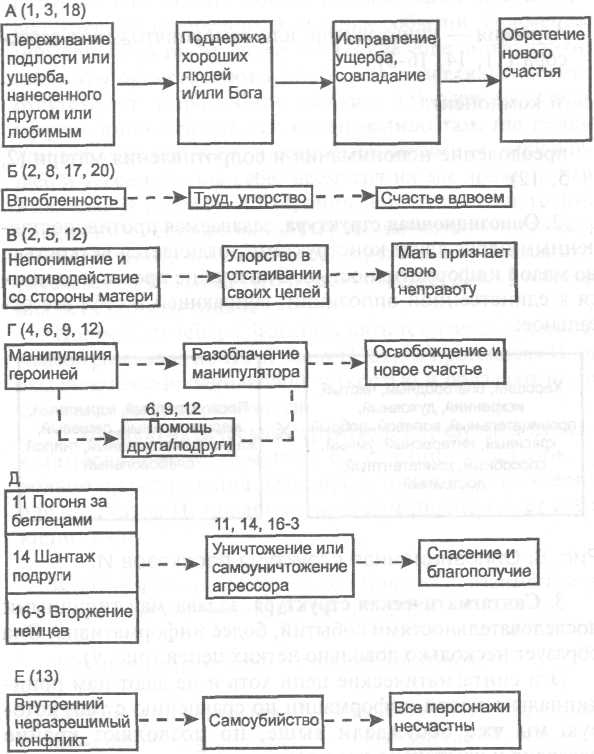 А (1, 3, 18)
Переживание
подлости или
ущерба,
нанесенного
другом или
любимым
Поддержка
хороших
людей
и/или Бога
Исправление
ущерба,
совладание
Обретение
нового
счастья
Б (2, 8, 17, 20)
Влюбленность
Труд, упорство
Счастье вдвоем
В (2, 5, 12)
Непонимание и
противодействие
со стороны матери
Упорство в
отстаивании
своих целей
Мать признает
свою
неправоту
Г (4, 6, 9, 12)
Манипуляция
героиней
Разоблачение
манипулятора
Освобождение и
новое счастье
6, 9, 12
Помощь
друга/подруги
Д
11 Погоня за
беглецами
14 Шантаж
подруги
16-3 Вторжение
немцев
11, 14, 16-3
Уничтожение или
самоуничтожение
агрессора
Спасение и
благополучие
Е (13)
Внутренний
неразрешимый
конфликт
Самоубийство
Все персонажи
несчастны